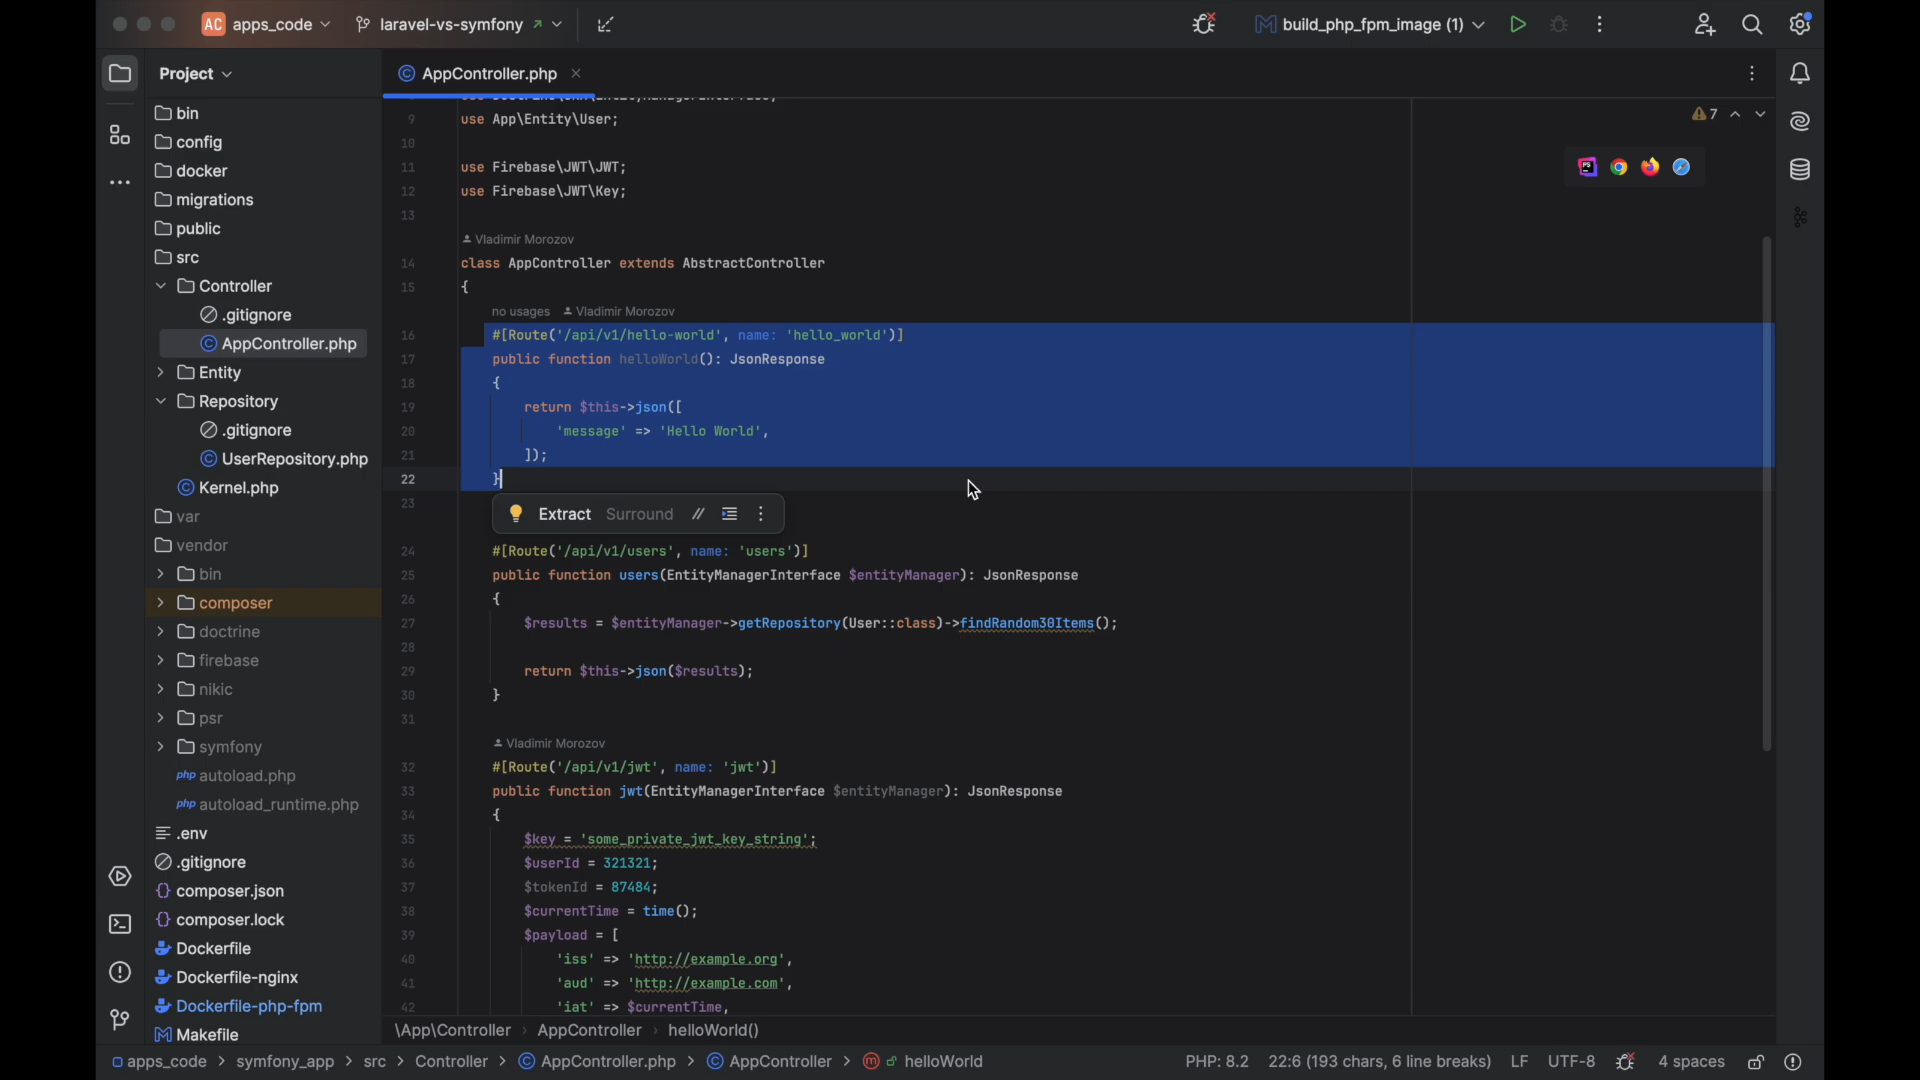 AC apps_code
laravel-vs-symfony
build_php_fpm_image (1)
Project
AppController.php
bin
config
docker
migrations
public
src
Controller
.gitignore
AppController.php
Entity
Repository
.gitignore
UserRepository.php
Kernel.php
var
vendor
bin
composer
doctrine
firebase
nikic
psr
symfony
php autoload.php
php autoload_runtime.php
.env
.gitignore
composer.json
composer.lock
Dockerfile
Dockerfile-nginx
Dockerfile-php-fpm
Makefile
7
9 use App\Entity\User;
10
11 use Firebase\JWT\JWT;
12 use Firebase\JWT\Key;
13
Vladimir Morozov
14 class AppController extends AbstractController
15 {
no usages Vladimir Morozov
16 #[Route('/api/v1/hello-world', name: 'hello_world')]
17 public function helloWorld(): JsonResponse
18 {
19 return $this->json([
20 'message' => 'Hello World',
21 ]);
22 }
23
Extract Surround //
24 #[Route('/api/v1/users', name: 'users')]
25 public function users(EntityManagerInterface $entityManager): JsonResponse
26 {
27 $results = $entityManager->getRepository(User::class)->findRandom30Items();
28
29 return $this->json($results);
30 }
31
Vladimir Morozov
32 #[Route('/api/v1/jwt', name: 'jwt')]
33 public function jwt(EntityManagerInterface $entityManager): JsonResponse
34 {
35 $key = 'some_private_jwt_key_string';
36 $userId = 321321;
37 $tokenId = 87484;
38 $currentTime = time();
39 $payload = [
40 'iss' => 'http://example.org',
41 'aud' => 'http://example.com',
42 'iat' => $currentTime,
\App\Controller › AppController › helloWorld()
apps_code > symfony_app > src > Controller > AppController.php > AppController > helloWorld
PHP: 8.2 22:6 (193 chars, 6 line breaks) LF UTF-8 4 spaces